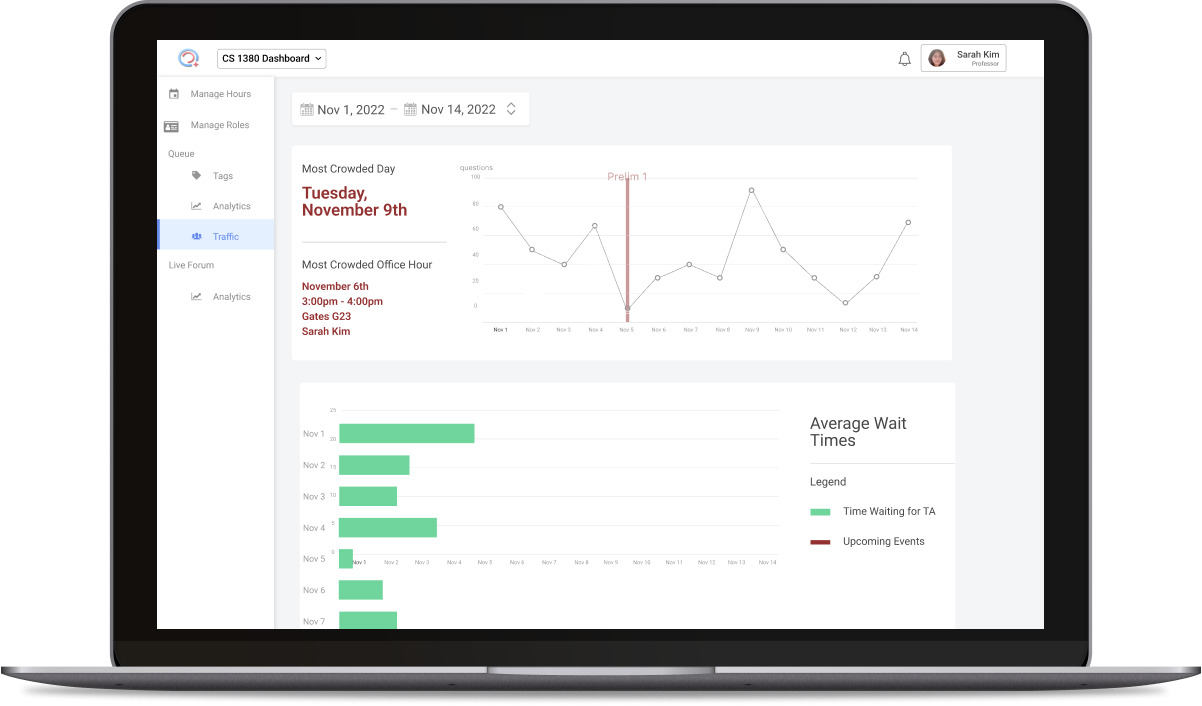 CS 1380 Dashboard
Sarah Kim
Professor
Manage Hours
Manage Roles
Queue
Tags
Analytics
Traffic
Live Forum
Analytics
Nov 1, 2022 – Nov 14, 2022
Most Crowded Day
Tuesday,
November 9th
Most Crowded Office Hour
November 6th
3:00pm - 4:00pm
Gates G23
Sarah Kim
questions
Prelim 1
100
80
60
40
20
0
Nov 1 Nov 2 Nov 3 Nov 4 Nov 5 Nov 6 Nov 7 Nov 8 Nov 9 Nov 10 Nov 11 Nov 12 Nov 13 Nov 14
25
Nov 1 20
Nov 2 15
Nov 3 10
Nov 4 5
Nov 5 0
Nov 1 Nov 2 Nov 3 Nov 4 Nov 5 Nov 6 Nov 7 Nov 8 Nov 9 Nov 10 Nov 11 Nov 12 Nov 13 Nov 14
Nov 6
Nov 7
Average Wait
Times
Legend
Time Waiting for TA
Upcoming Events